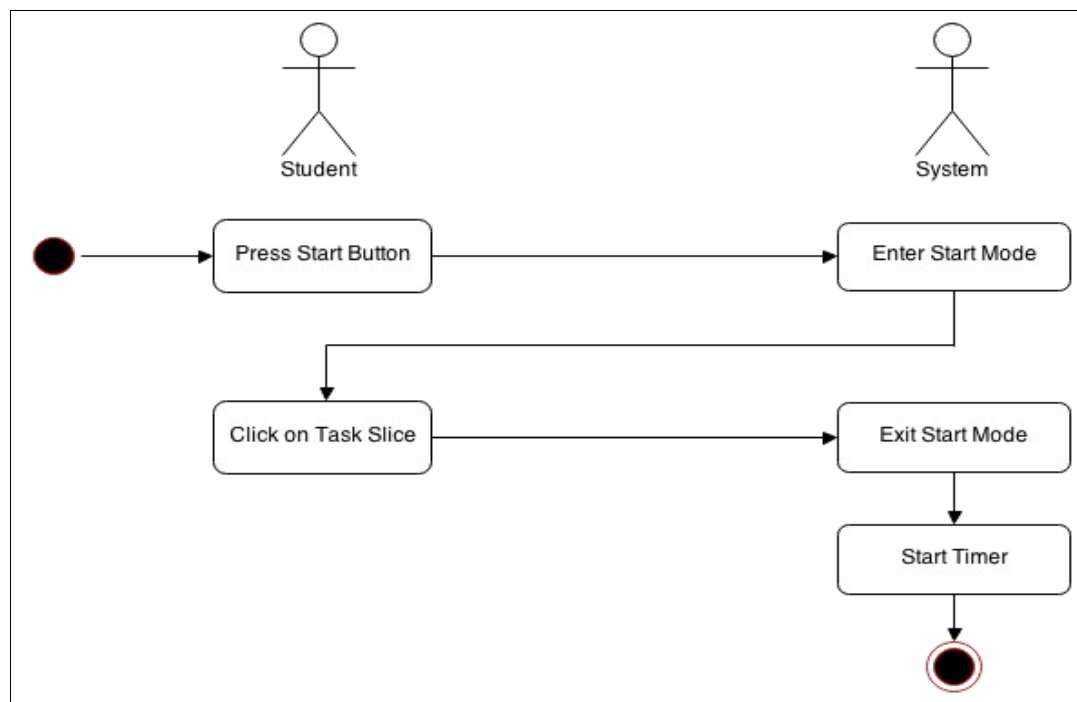 Student
System
Press Start Button
Enter Start Mode
Click on Task Slice
Exit Start Mode
Start Timer